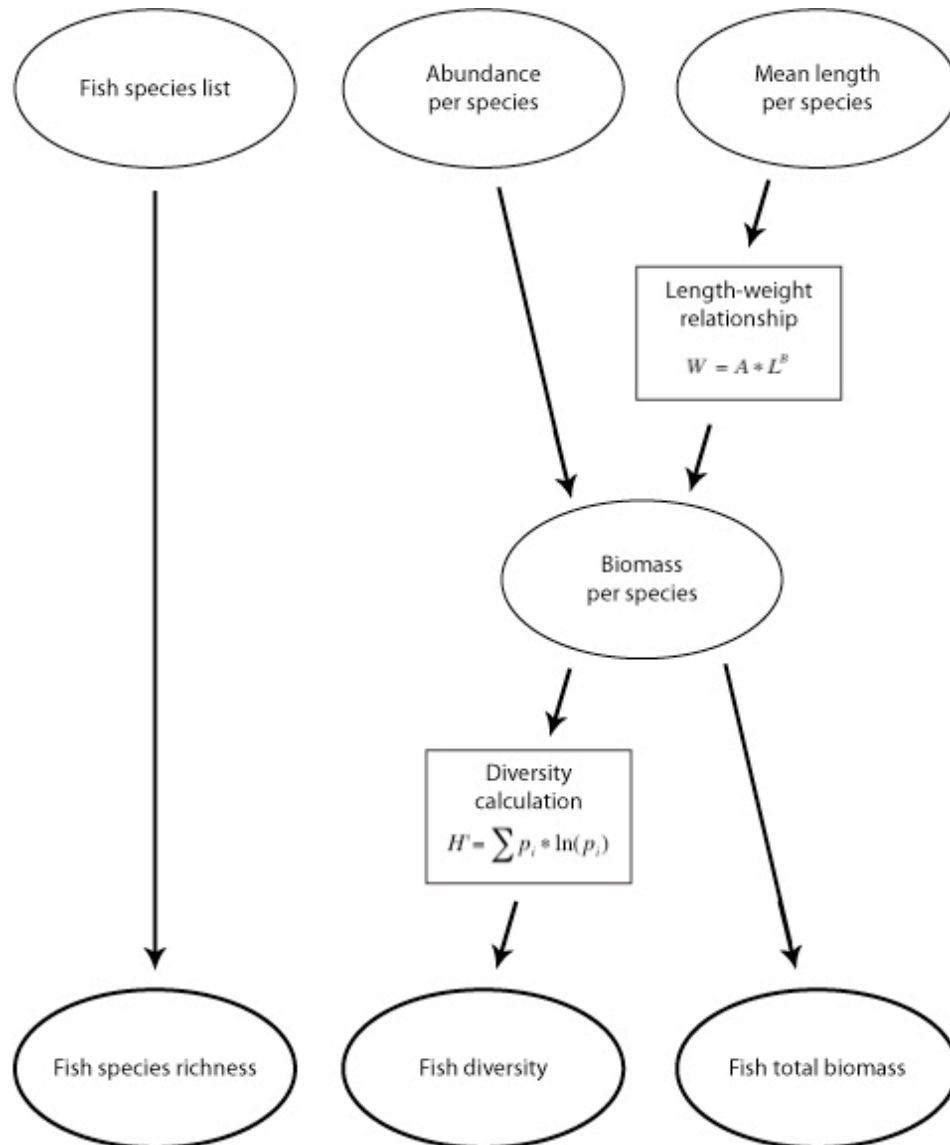 Fish species list
Abundance
per species
Mean length
per species
Length-weight
relationship
W = A * L^B
Biomass
per species
Diversity
calculation
H' = ∑ p_i * ln(p_i)
Fish species richness
Fish diversity
Fish total biomass